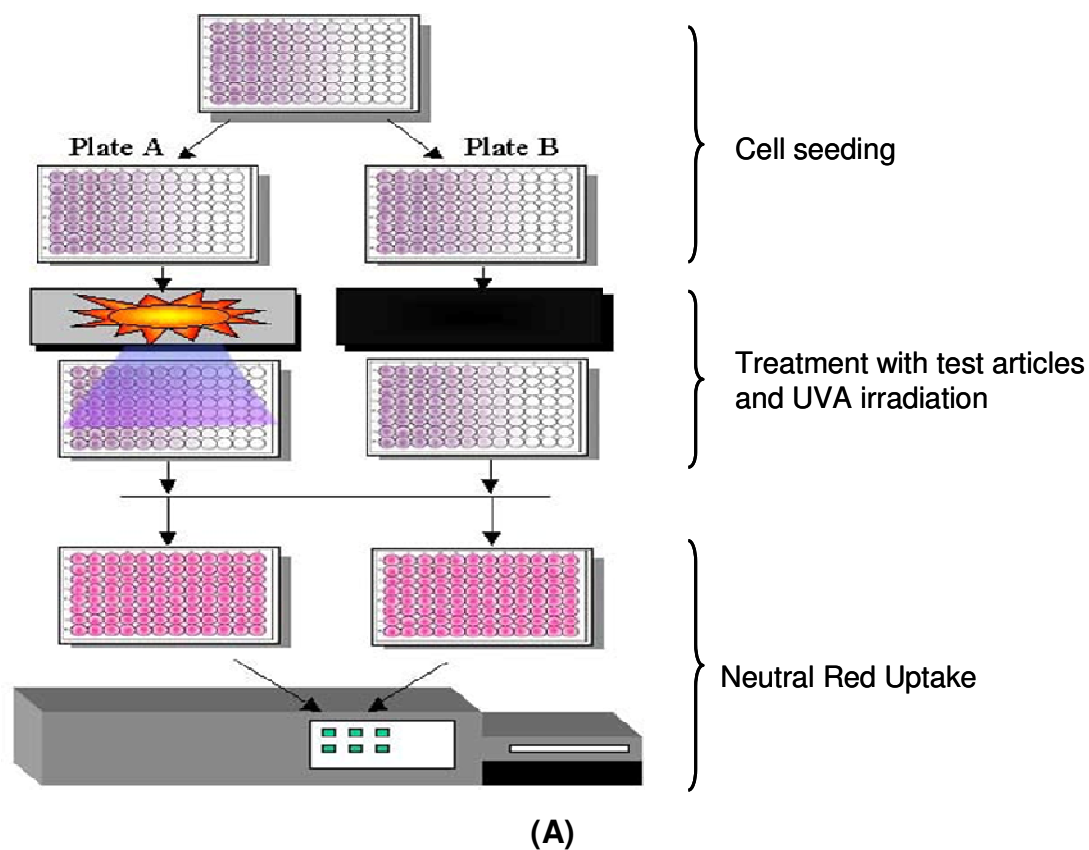 Plate A
Plate B
Cell seeding
Treatment with test articles
and UVA irradiation
Neutral Red Uptake
(A)